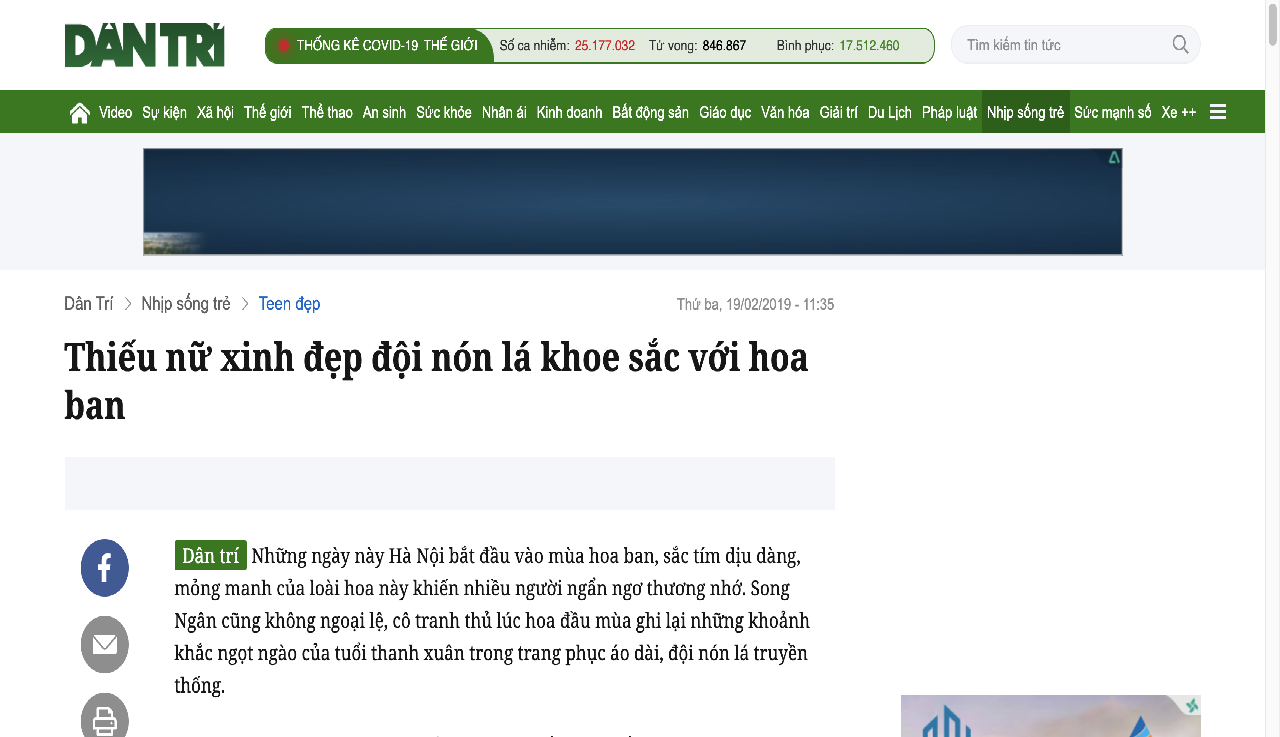 DÂN TRÍ
THỐNG KÊ COVID-19 THẾ GIỚI Số ca nhiễm: 25.177.032 Tử vong: 846.867 Bình phục: 17.512.460
Tìm kiếm tin tức
Video Sự kiện Xã hội Thế giới Thể thao An sinh Sức khỏe Nhân ái Kinh doanh Bất động sản Giáo dục Văn hóa Giải trí Du Lịch Pháp luật Nhịp sống trẻ Sức mạnh số Xe ++
Dân Trí > Nhịp sống trẻ > Teen đẹp
Thứ ba, 19/02/2019 - 11:35
Thiếu nữ xinh đẹp đội nón lá khoe sắc với hoa
ban
Dân trí Những ngày này Hà Nội bắt đầu vào mùa hoa ban, sắc tím dịu dàng,
mỏng manh của loài hoa này khiến nhiều người ngẩn ngơ thương nhớ. Song
Ngân cũng không ngoại lệ, cô tranh thủ lúc hoa đầu mùa ghi lại những khoảnh
khắc ngọt ngào của tuổi thanh xuân trong trang phục áo dài, đội nón lá truyền
thống.